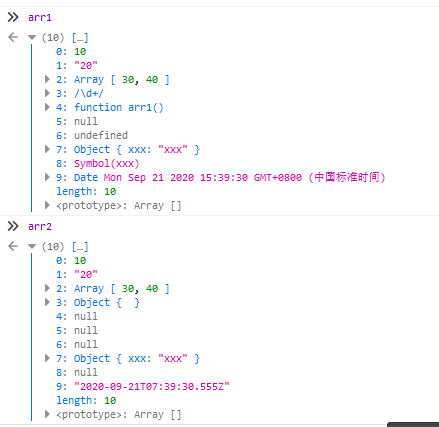 arr1
(10) […]
0: 10
1: "20"
2: Array [ 30, 40 ]
3: /\d+/
4: function arr1()
5: null
6: undefined
7: Object { xxx: "xxx" }
8: Symbol(xxx)
9: Date Mon Sep 21 2020 15:39:30 GMT+0800 (中国标准时间)
length: 10
<prototype>: Array []
arr2
(10) […]
0: 10
1: "20"
2: Array [ 30, 40 ]
3: Object {  }
4: null
5: null
6: null
7: Object { xxx: "xxx" }
8: null
9: "2020-09-21T07:39:30.555Z"
length: 10
<prototype>: Array []